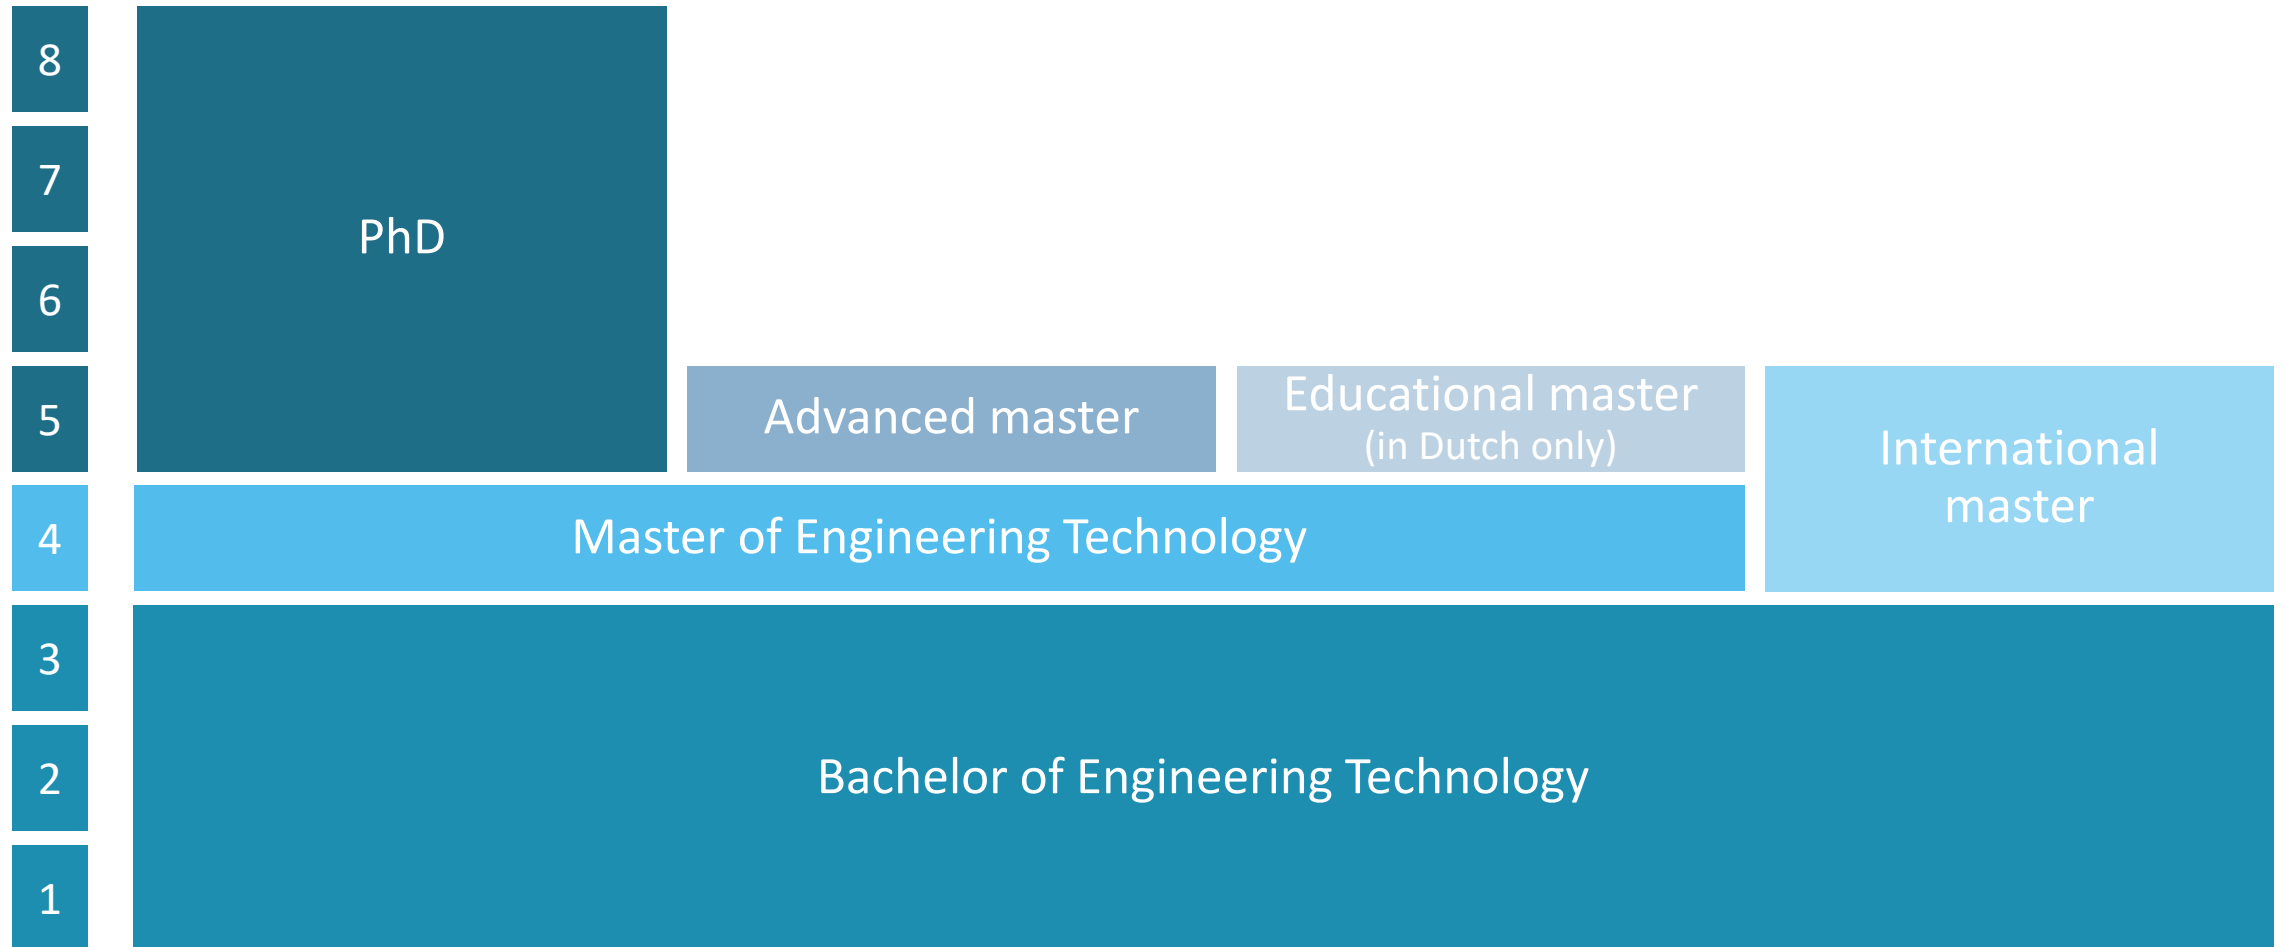 8
7
PhD
6
5
Advanced master
Educational master
(in Dutch only)
International
master
4
Master of Engineering Technology
3
2
Bachelor of Engineering Technology
1